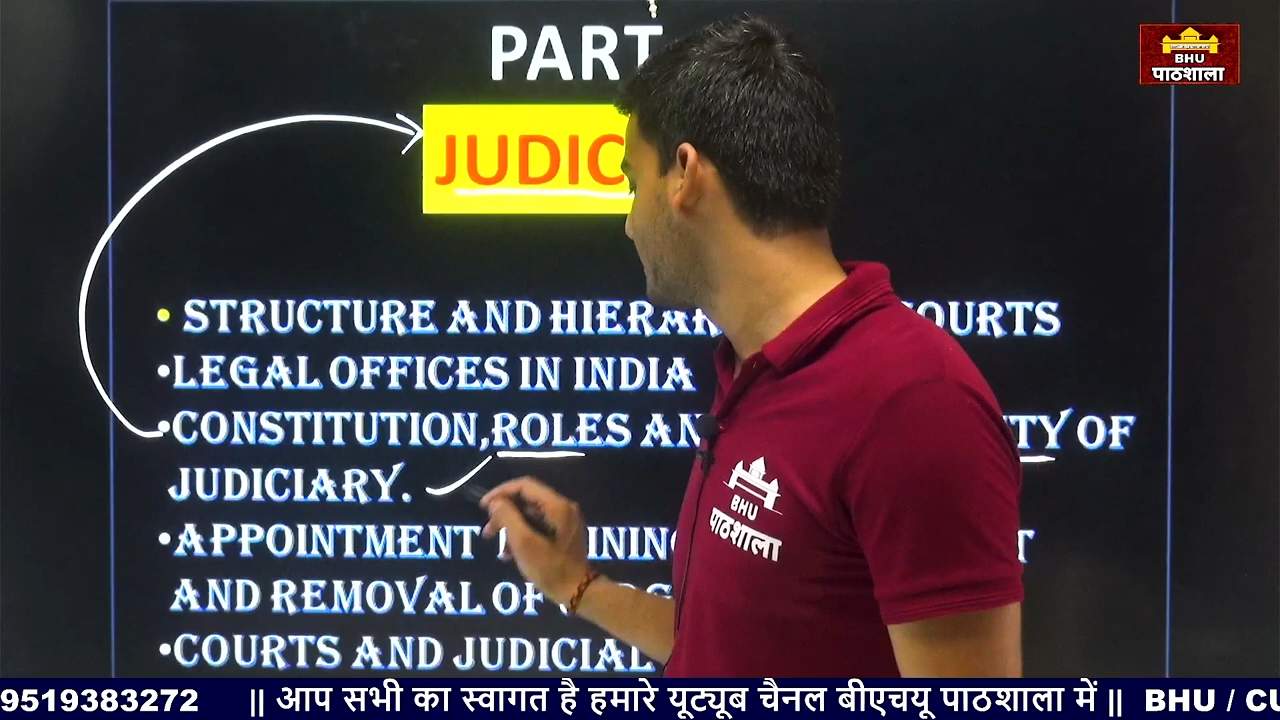 PART
BHU
पाठशाला
JUDIC
• STRUCTURE AND HIERAR OURTS
•LEGAL OFFICES IN INDIA
•CONSTITUTION,ROLES AN TY OF
JUDICIARY.
•APPOINTMENT INING T
AND REMOVAL OF
•COURTS AND JUDICIAL
BHU
पाठशाला
9519383272 || आप सभी का स्वागत है हमारे यूट्यूब चैनल बीएचयू पाठशाला में || BHU / CU